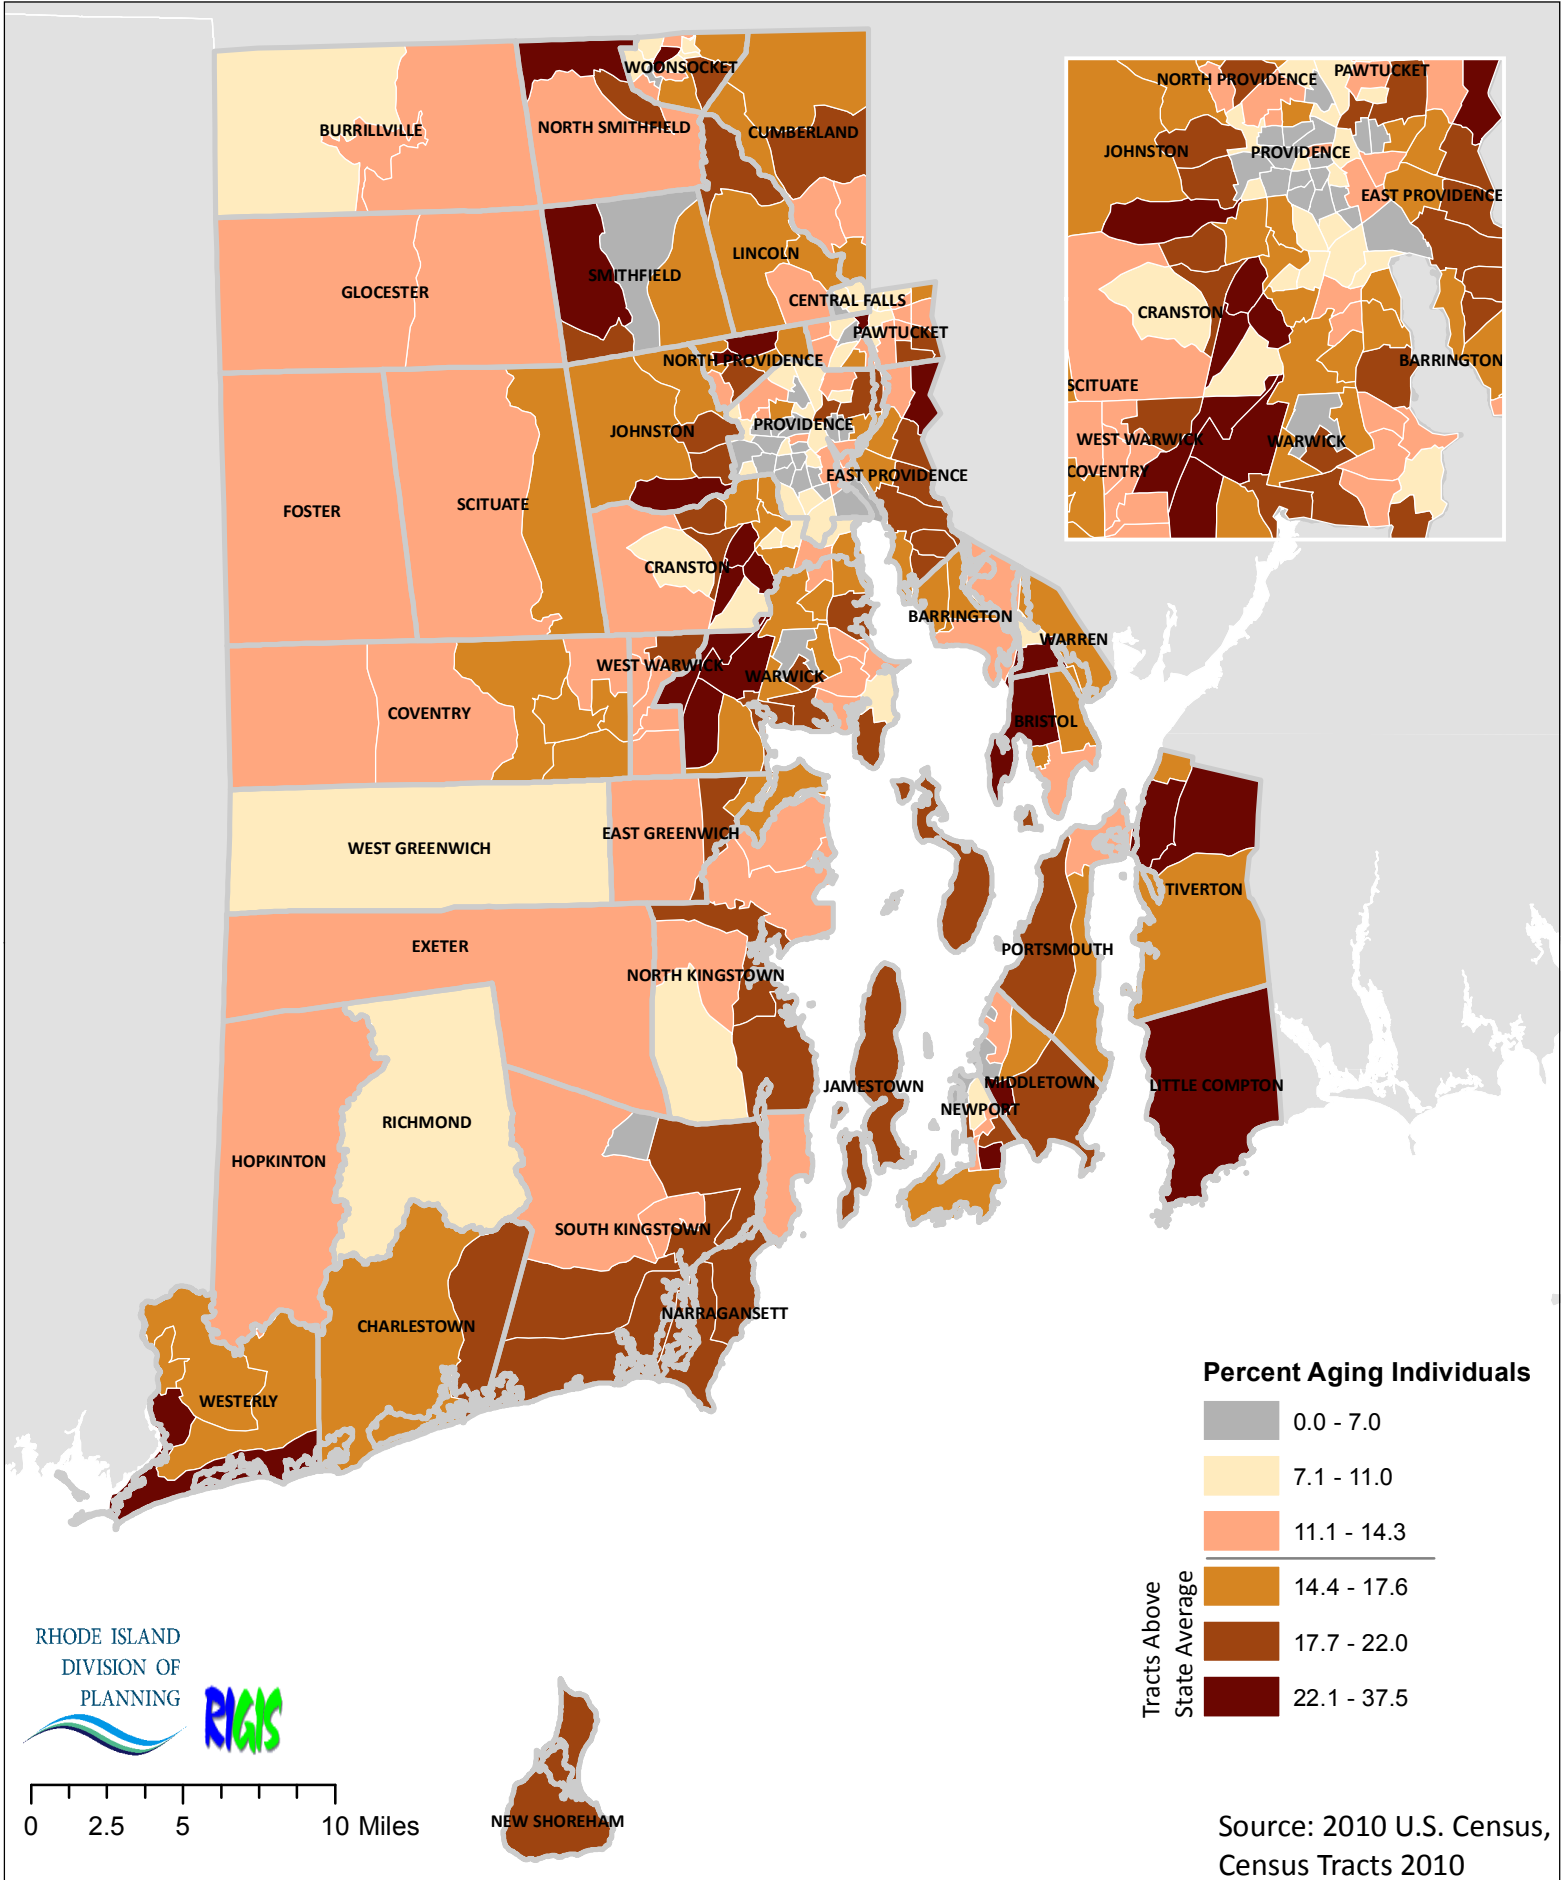 WOONSOCKET
BURRILLVILLE
NORTH SMITHFIELD
CUMBERLAND
SMITHFIELD
LINCOLN
GLOCESTER
CENTRAL FALLS
PAWTUCKET
NORTH PROVIDENCE
JOHNSTON
PROVIDENCE
EAST PROVIDENCE
FOSTER
SCITUATE
CRANSTON
BARRINGTON
WARREN
WEST WARWICK
WARWICK
COVENTRY
BRISTOL
WEST GREENWICH
EAST GREENWICH
TIVERTON
EXETER
PORTSMOUTH
NORTH KINGSTOWN
JAMESTOWN
MIDDLETOWN
LITTLE COMPTON
NEWPORT
RICHMOND
HOPKINTON
SOUTH KINGSTOWN
NARRAGANSETT
CHARLESTOWN
WESTERLY
NEW SHOREHAM
NORTH PROVIDENCE
PAWTUCKET
JOHNSTON
PROVIDENCE
EAST PROVIDENCE
CRANSTON
BARRINGTON
SCITUATE
WEST WARWICK
WARWICK
COVENTRY
Percent Aging Individuals
0.0 - 7.0
7.1 - 11.0
11.1 - 14.3
14.4 - 17.6
17.7 - 22.0
22.1 - 37.5
Tracts Above
State Average
RHODE ISLAND
DIVISION OF
PLANNING
RIGIS
0 2.5 5 10 Miles
Source: 2010 U.S. Census,
Census Tracts 2010